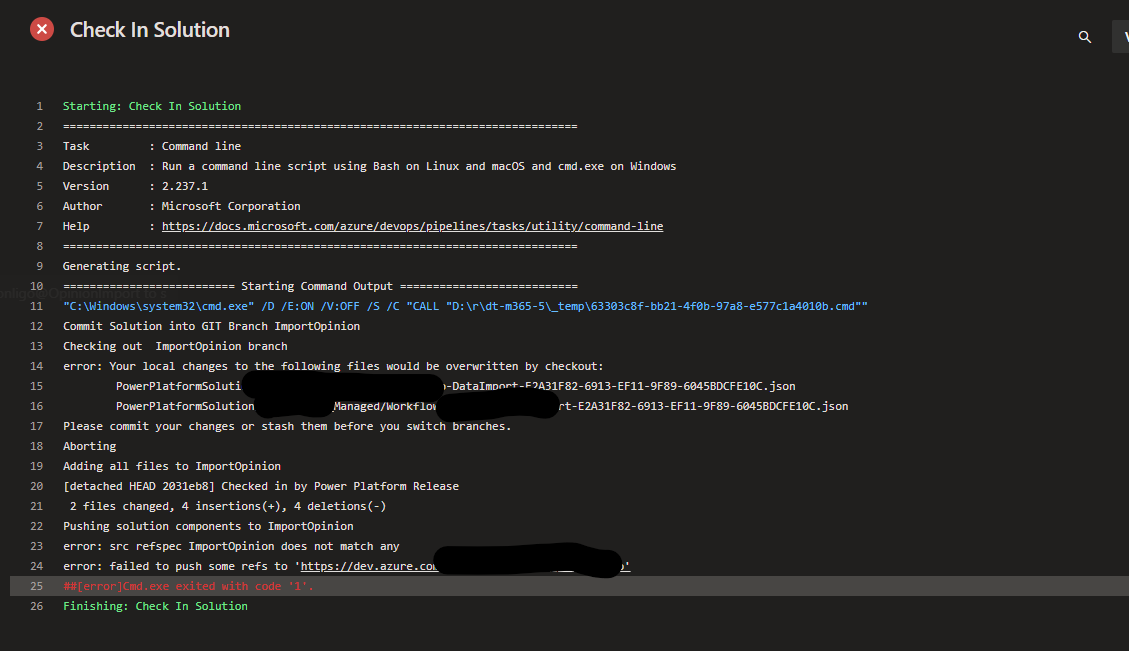 Check In Solution
1 Starting: Check In Solution
2 ==============================================================================
3 Task : Command line
4 Description : Run a command line script using Bash on Linux and macOS and cmd.exe on Windows
5 Version : 2.237.1
6 Author : Microsoft Corporation
7 Help : https://docs.microsoft.com/azure/devops/pipelines/tasks/utility/command-line
8 ==============================================================================
9 Generating script.
10 ========================== Starting Command Output ===========================
11 "C:\Windows\system32\cmd.exe" /D /E:ON /V:OFF /S /C "CALL "D:\r\dt-m365-5\_temp\63303c8f-bb21-4f0b-97a8-e577c1a4010b.cmd""
12 Commit Solution into GIT Branch ImportOpinion
13 Checking out  ImportOpinion branch
14 error: Your local changes to the following files would be overwritten by checkout:
15 PowerPlatformSoluti -DataImport-E2A31F82-6913-EF11-9F89-6045BDCFE10C.json
16 PowerPlatformSolution _Managed/Workflow rt-E2A31F82-6913-EF11-9F89-6045BDCFE10C.json
17 Please commit your changes or stash them before you switch branches.
18 Aborting
19 Adding all files to ImportOpinion
20 [detached HEAD 2031eb8] Checked in by Power Platform Release
21 2 files changed, 4 insertions(+), 4 deletions(-)
22 Pushing solution components to ImportOpinion
23 error: src refspec ImportOpinion does not match any
24 error: failed to push some refs to 'https://dev.azure.co '
25 ##[error]Cmd.exe exited with code '1'.
26 Finishing: Check In Solution